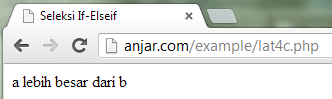 Seleksi If-Elseif
anjar.com/example/lat4c.php
a lebih besar dari b